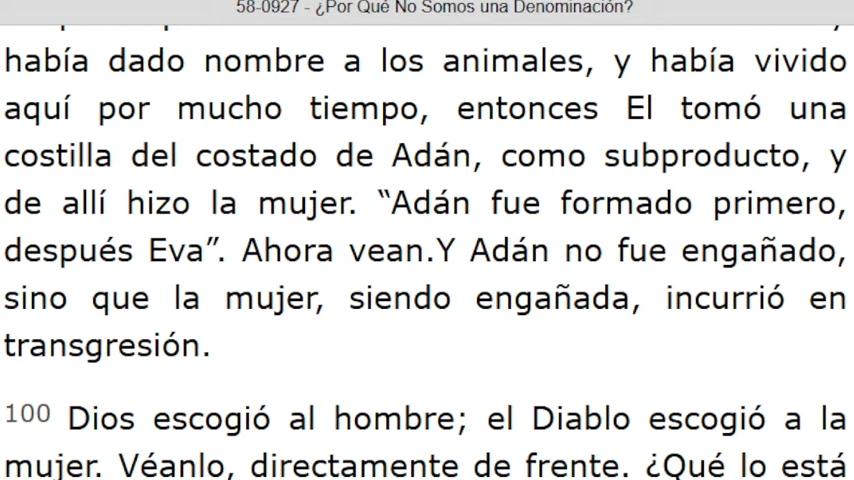 58-0927 - ¿Por Qué No Somos una Denominación?
había dado nombre a los animales, y había vivido
aquí por mucho tiempo, entonces El tomó una
costilla del costado de Adán, como subproducto, y
de allí hizo la mujer. “Adán fue formado primero,
después Eva”. Ahora vean.Y Adán no fue engañado,
sino que la mujer, siendo engañada, incurrió en
transgresión.
100 Dios escogió al hombre; el Diablo escogió a la
mujer. Véanlo, directamente de frente. ¿Qué lo está